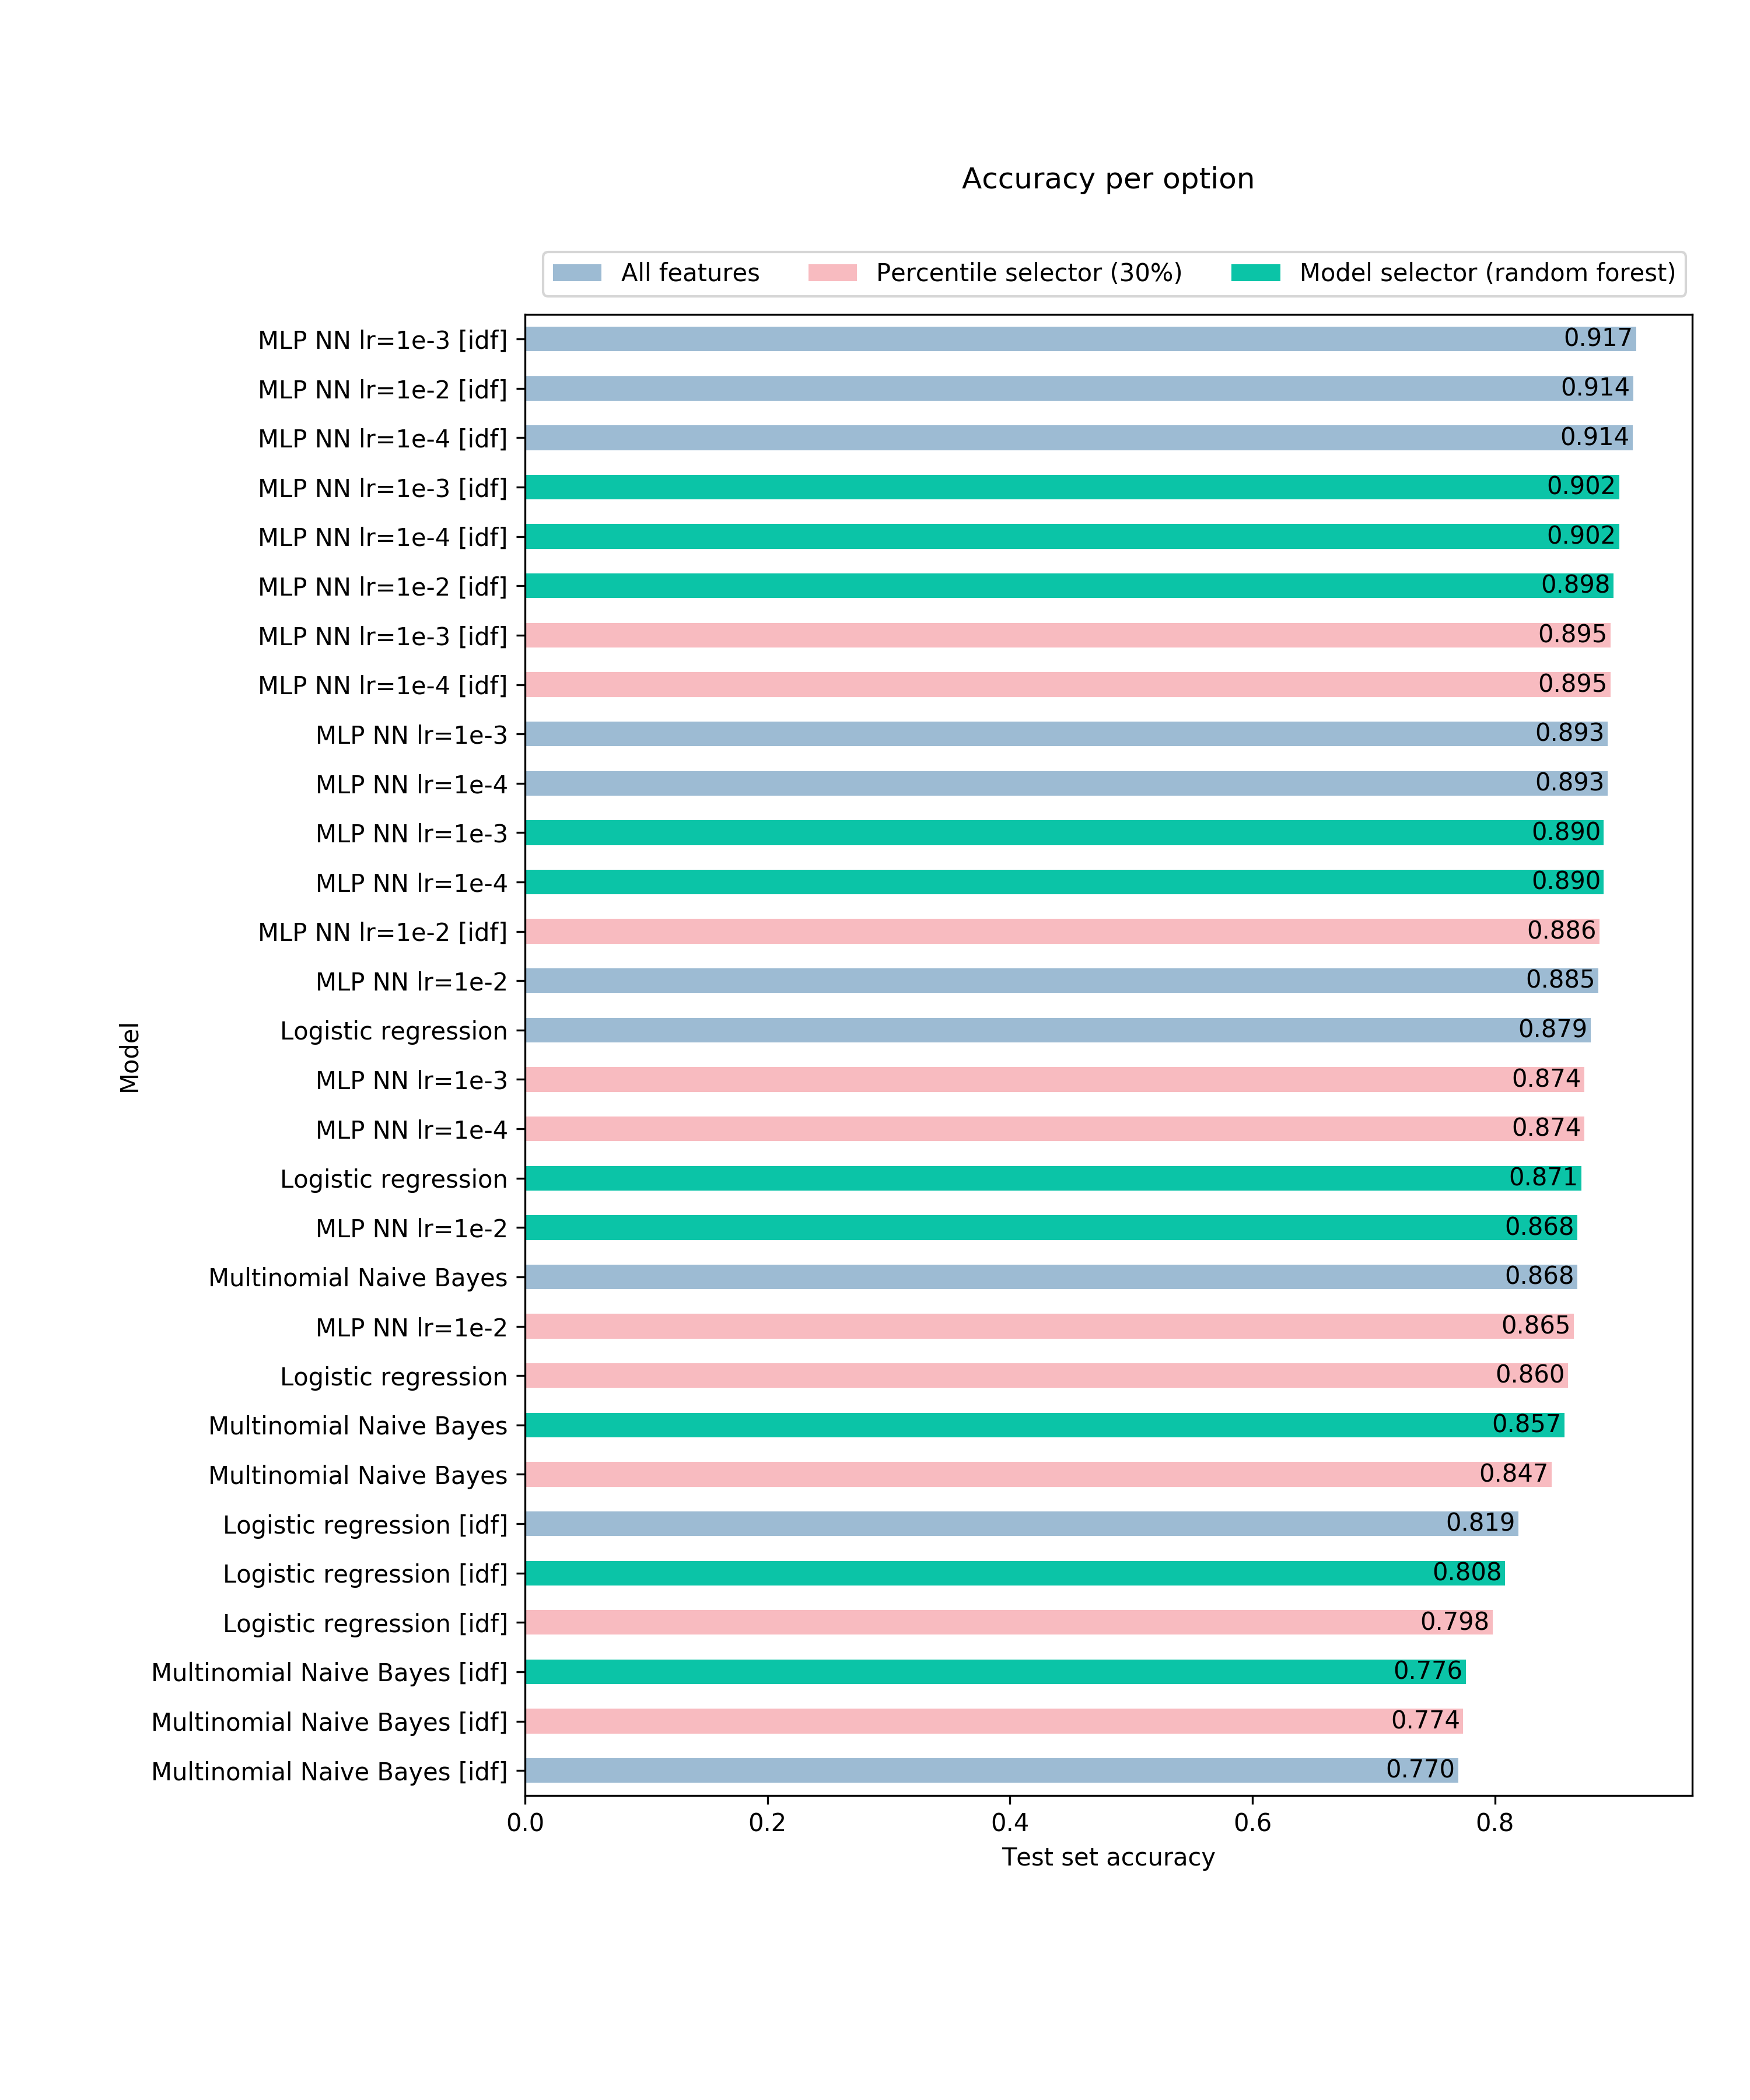 Accuracy per option
All features Percentile selector (30%) Model selector (random forest)
MLP NN lr=1e-3 [idf] 0.917
MLP NN lr=1e-2 [idf] 0.914
MLP NN lr=1e-4 [idf] 0.914
MLP NN lr=1e-3 [idf] 0.902
MLP NN lr=1e-4 [idf] 0.902
MLP NN lr=1e-2 [idf] 0.898
MLP NN lr=1e-3 [idf] 0.895
MLP NN lr=1e-4 [idf] 0.895
MLP NN lr=1e-3 0.893
MLP NN lr=1e-4 0.893
MLP NN lr=1e-3 0.890
MLP NN lr=1e-4 0.890
MLP NN lr=1e-2 [idf] 0.886
MLP NN lr=1e-2 0.885
Logistic regression 0.879
MLP NN lr=1e-3 0.874
MLP NN lr=1e-4 0.874
Logistic regression 0.871
MLP NN lr=1e-2 0.868
Multinomial Naive Bayes 0.868
MLP NN lr=1e-2 0.865
Logistic regression 0.860
Multinomial Naive Bayes 0.857
Multinomial Naive Bayes 0.847
Logistic regression [idf] 0.819
Logistic regression [idf] 0.808
Logistic regression [idf] 0.798
Multinomial Naive Bayes [idf] 0.776
Multinomial Naive Bayes [idf] 0.774
Multinomial Naive Bayes [idf] 0.770
Model
0.0 0.2 0.4 0.6 0.8
Test set accuracy